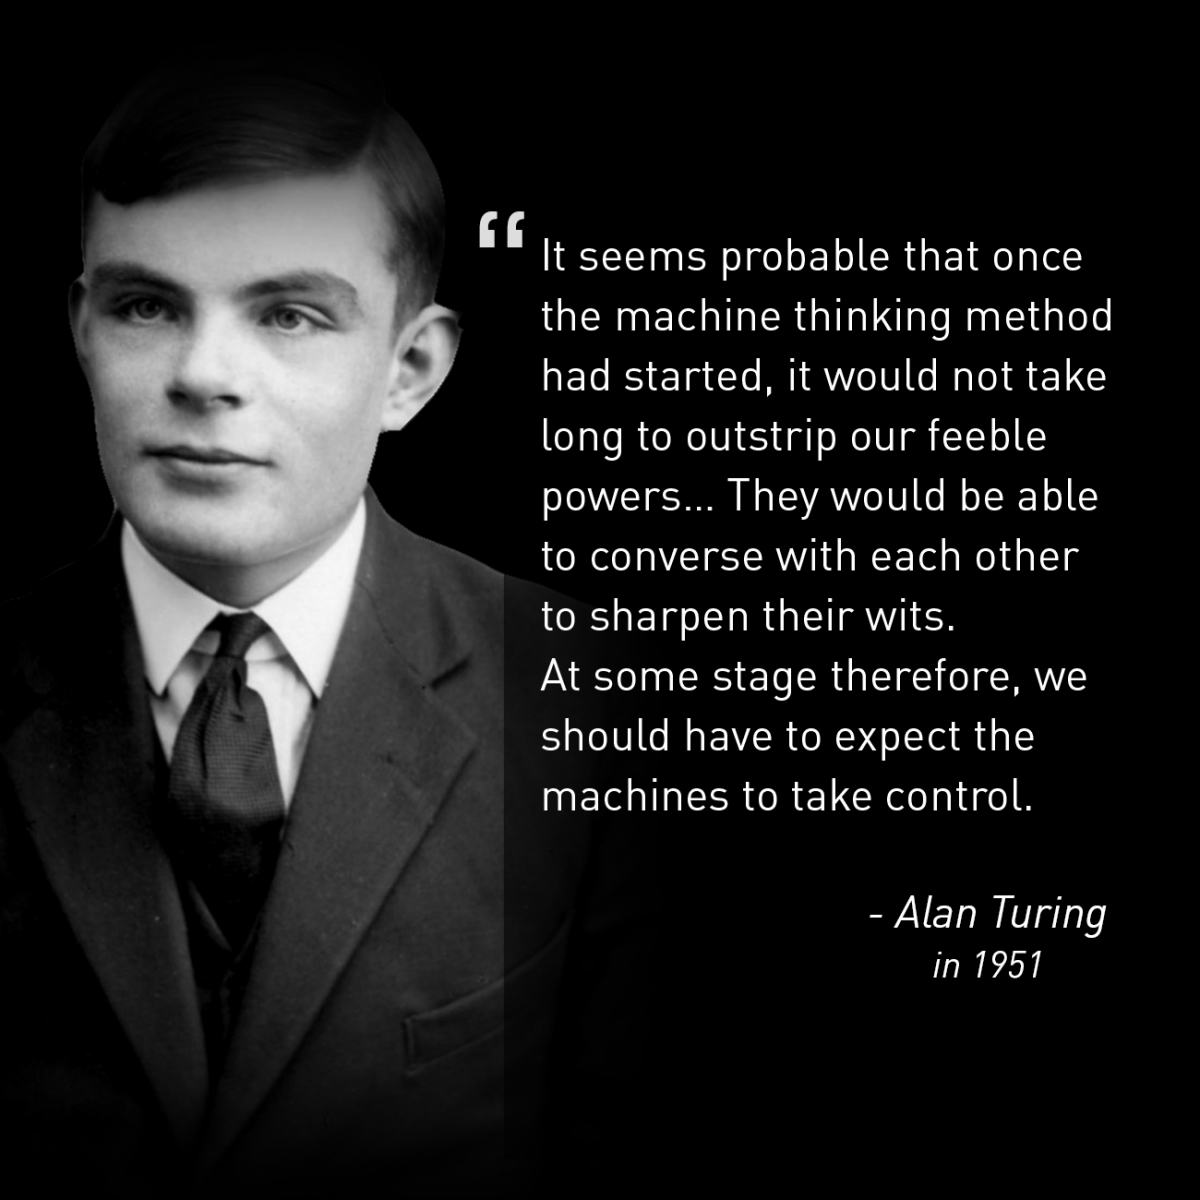 “ It seems probable that once
the machine thinking method
had started, it would not take
long to outstrip our feeble
powers... They would be able
to converse with each other
to sharpen their wits.
At some stage therefore, we
should have to expect the
machines to take control.
- Alan Turing
in 1951